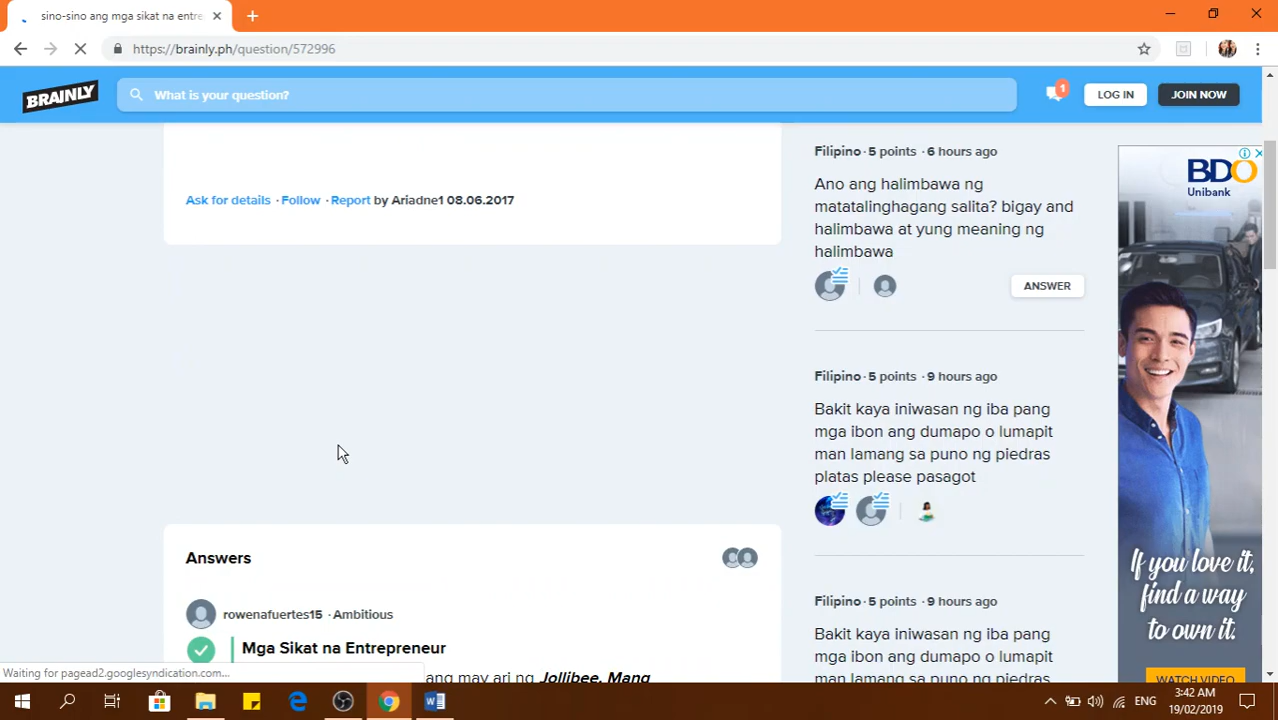 sino-sino ang mga sikat na entre
https://brainly.ph/question/572996
BRAINLY
What is your question?
1
LOG IN
JOIN NOW
Ask for details · Follow · Report by Ariadne1 08.06.2017
Answers
rowenafuertes15 · Ambitious
Mga Sikat na Entrepreneur
ang may ari ng Jollibee, Mang
Filipino · 5 points · 6 hours ago
Ano ang halimbawa ng
matatalinghagang salita? bigay and
halimbawa at yung meaning ng
halimbawa
ANSWER
Filipino · 5 points · 9 hours ago
Bakit kaya iniwasan ng iba pang
mga ibon ang dumapo o lumapit
man lamang sa puno ng piedras
platas please pasagot
Filipino · 5 points · 9 hours ago
Bakit kaya iniwasan ng iba pang
mga ibon ang dumapo o lumapit
man lamang sa puno ng piedras
BDO
Unibank
If you love it,
find a way
to own it.
WATCH VIDEO
Waiting for pagead2.googlesyndication.com...
ENG
3:42 AM
19/02/2019